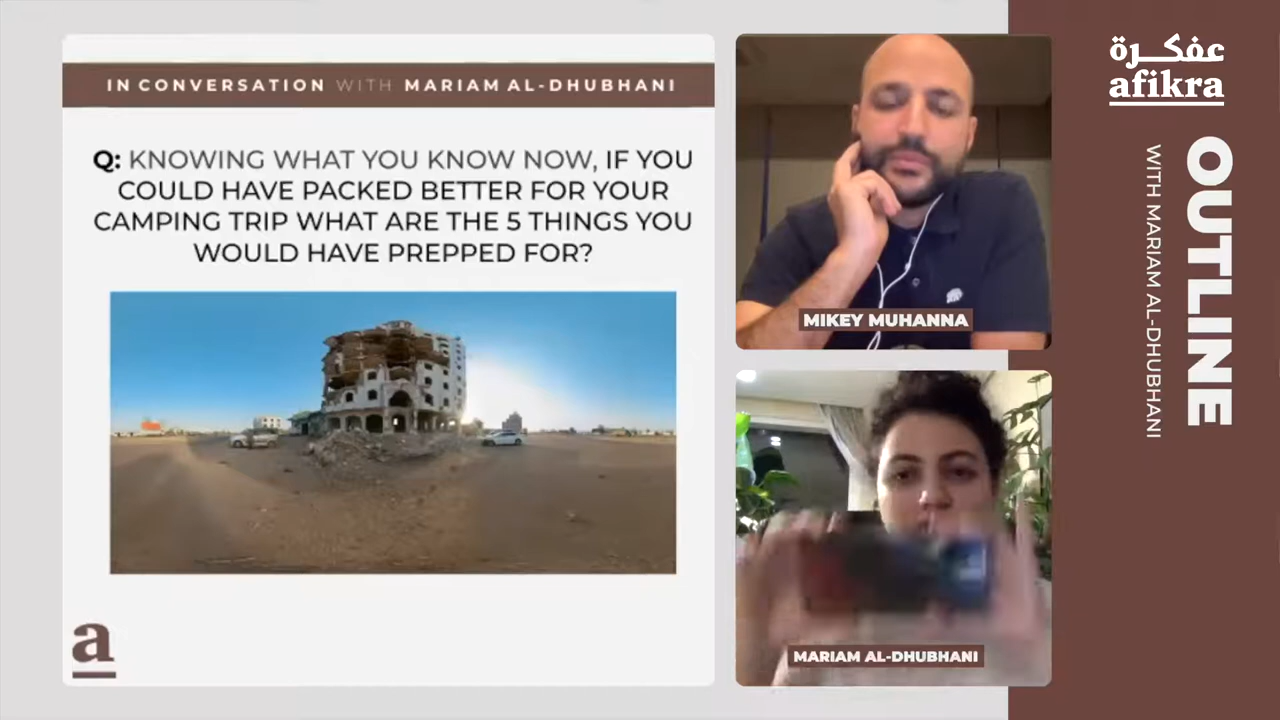 IN CONVERSATION WITH MARIAM AL-DHUBHANI
Q: KNOWING WHAT YOU KNOW NOW, IF YOU
COULD HAVE PACKED BETTER FOR YOUR
CAMPING TRIP WHAT ARE THE 5 THINGS YOU
WOULD HAVE PREPPED FOR?
a
MIKEY MUHANNA
MARIAM AL-DHUBHANI
عفكرة
afikra
OUTLINE
WITH MARIAM AL-DHUBHANI